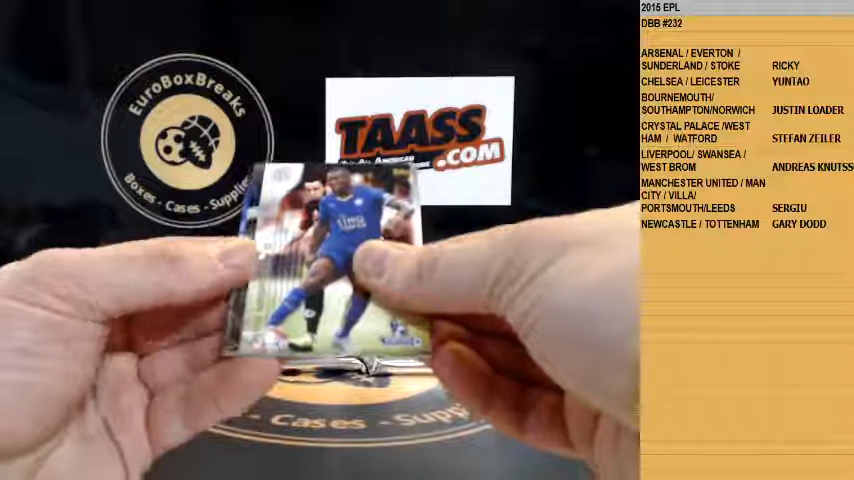 2015 EPL
DBB #232
ARSENAL / EVERTON /
SUNDERLAND / STOKE RICKY
CHELSEA / LEICESTER YUNTAO
BOURNEMOUTH/
SOUTHAMPTON/NORWICH JUSTIN LOADER
CRYSTAL PALACE /WEST
HAM / WATFORD STEFAN ZEILER
LIVERPOOL/ SWANSEA /
WEST BROM ANDREAS KNUTSS
MANCHESTER UNITED / MAN
CITY / VILLA/
PORTSMOUTH/LEEDS SERGIU
NEWCASTLE / TOTTENHAM GARY DODD
EuroBoxBreaks
Boxes - Cases - Supplies
TAASS
.COM
- Cases - Supp